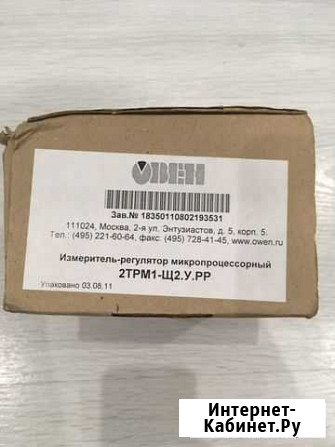 ОВЕН
Зав.№ 18350110802193531
111024, Москва, 2-я ул. Энтузиастов, д. 5, корп. 5.
Тел.: (495) 221-60-64, факс: (495) 728-41-45, www.owen.ru
Измеритель-регулятор микропроцессорный
2ТРМ1-Щ2.У.РР
Упаковано 03.08.11
Интернет-
Кабинет.Ру